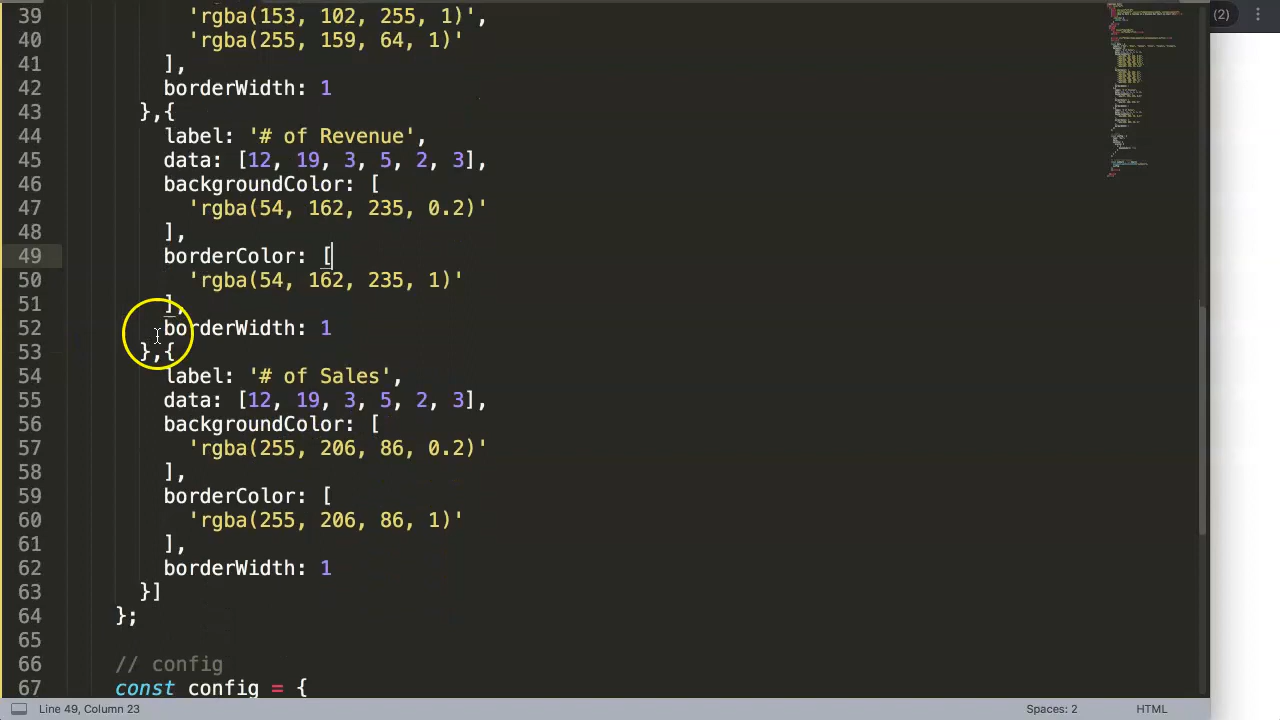 (2)
39 'rgba(153, 102, 255, 1)',
40 'rgba(255, 159, 64, 1)'
41 ],
42 borderWidth: 1
43 },{
44 label: '# of Revenue',
45 data: [12, 19, 3, 5, 2, 3],
46 backgroundColor: [
47 'rgba(54, 162, 235, 0.2)'
48 ],
49 borderColor: [
50 'rgba(54, 162, 235, 1)'
51 ],
52 borderWidth: 1
53 },{
54 label: '# of Sales',
55 data: [12, 19, 3, 5, 2, 3],
56 backgroundColor: [
57 'rgba(255, 206, 86, 0.2)'
58 ],
59 borderColor: [
60 'rgba(255, 206, 86, 1)'
61 ],
62 borderWidth: 1
63 }]
64 };
65
66 // config
67 const config = {
Line 49, Column 23 Spaces: 2 HTML